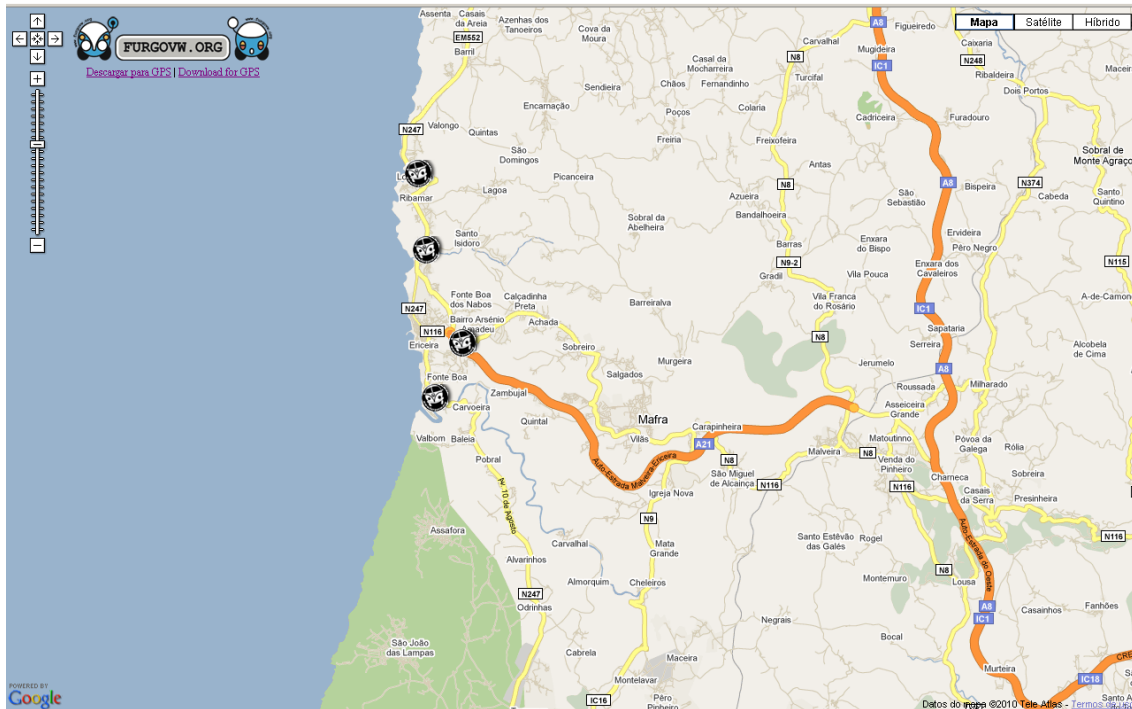 FURGOVW.ORG
Descargar para GPS | Download for GPS
Mapa
Satélite
Híbrido
Assenta
Casais da
Areia
Azenhas dos
Tanoeiros
Cova da
Moura
Carvalhal
A8
Figueiredo
EM552
Barril
N8
Mugideira
IC1
Caixaria
N248
Casal da
Mocharreira
Turcifal
Ribaldeira
Sendieira
Chãos
Fernandinho
Dois Portos
Encarnação
Poços
Colaria
Cadriceira
Furadouro
N247
Valongo
Quintas
Freiria
Freixofeira
São
Domingos
Antas
Sobral de
Monte Agraço
Picanceira
N8
A8
Bispeira
N374
Ribamar
Lagoa
Azueira
São
Sebastião
Cabeda
Santo
Quintino
Sobral da
Abelheira
Bandalhoeira
Santo
Isidoro
Barras
Enxara
do Bispo
Ervideira
Pêro Negro
N9-2
Enxara dos
Cavaleiros
N115
Gradil
Vila Pouca
Fonte Boa
dos Nabos
Calçadinha
Preta
Barreiralva
Vila Franca
do Rosário
A-de-Camono
N247
IC1
Bairro Arsénio
Amadeu
Achada
N116
Sapataria
Ericeira
Sobreiro
N8
Serreira
Alcobela
de Cima
Murgeira
Jerumelo
Salgados
A8
Fonte Boa
Roussada
Milharado
Zambujal
Carvoeira
Asseiceira
Grande
Quintal
Mafra
Carapinheira
Valbom
Baleia
Vilãs
A21
Matoutinho
Póvoa da
Galega
Rólia
Pobral
Auto-Estrada Malveira-Ericeira
N8
Malveira
N8
Venda do
Pinheiro
São Miguel
de Alcainça
N116
N116
Charneca
Sobreira
Av. 10 de Agosto
Igreja Nova
Casais
da Serra
Presinheira
N9
Assafora
Auto-Estrada do Oeste
Santo Estêvão
das Galés
Rogel
N116
Carvalhal
Mata
Grande
Alvarinhos
N8
Almorquim
Cheleiros
Montemuro
Lousa
N247
Odrinhas
A8
IC1
Casainhos
Fanhões
Negrais
São João
das Lampas
Bocal
Cabrela
Maceira
Murteira
Montelavar
IC18
IC16
Pêro
Pinheiro
POWERED BY
Google
Datos do mapa ©2010 Tele Atlas -